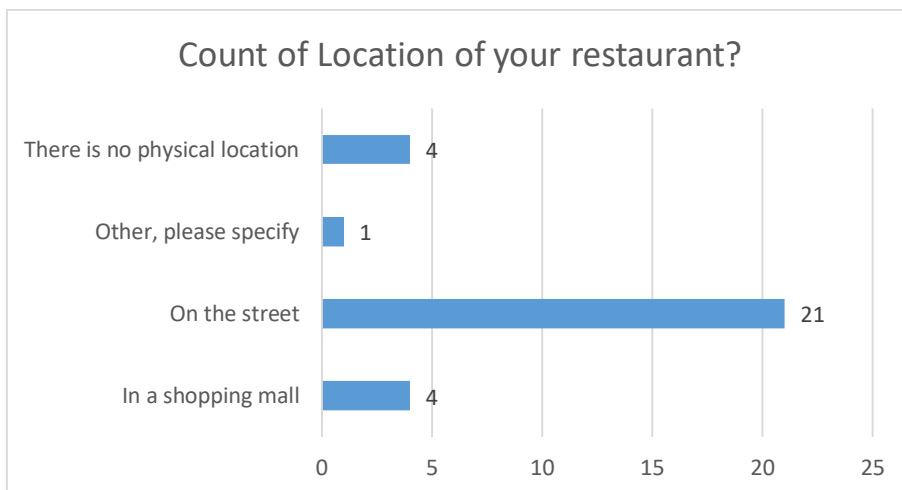 Count of Location of your restaurant?
There is no physical location
4
Other, please specify
1
On the street
21
In a shopping mall
4
0 5 10 15 20 25